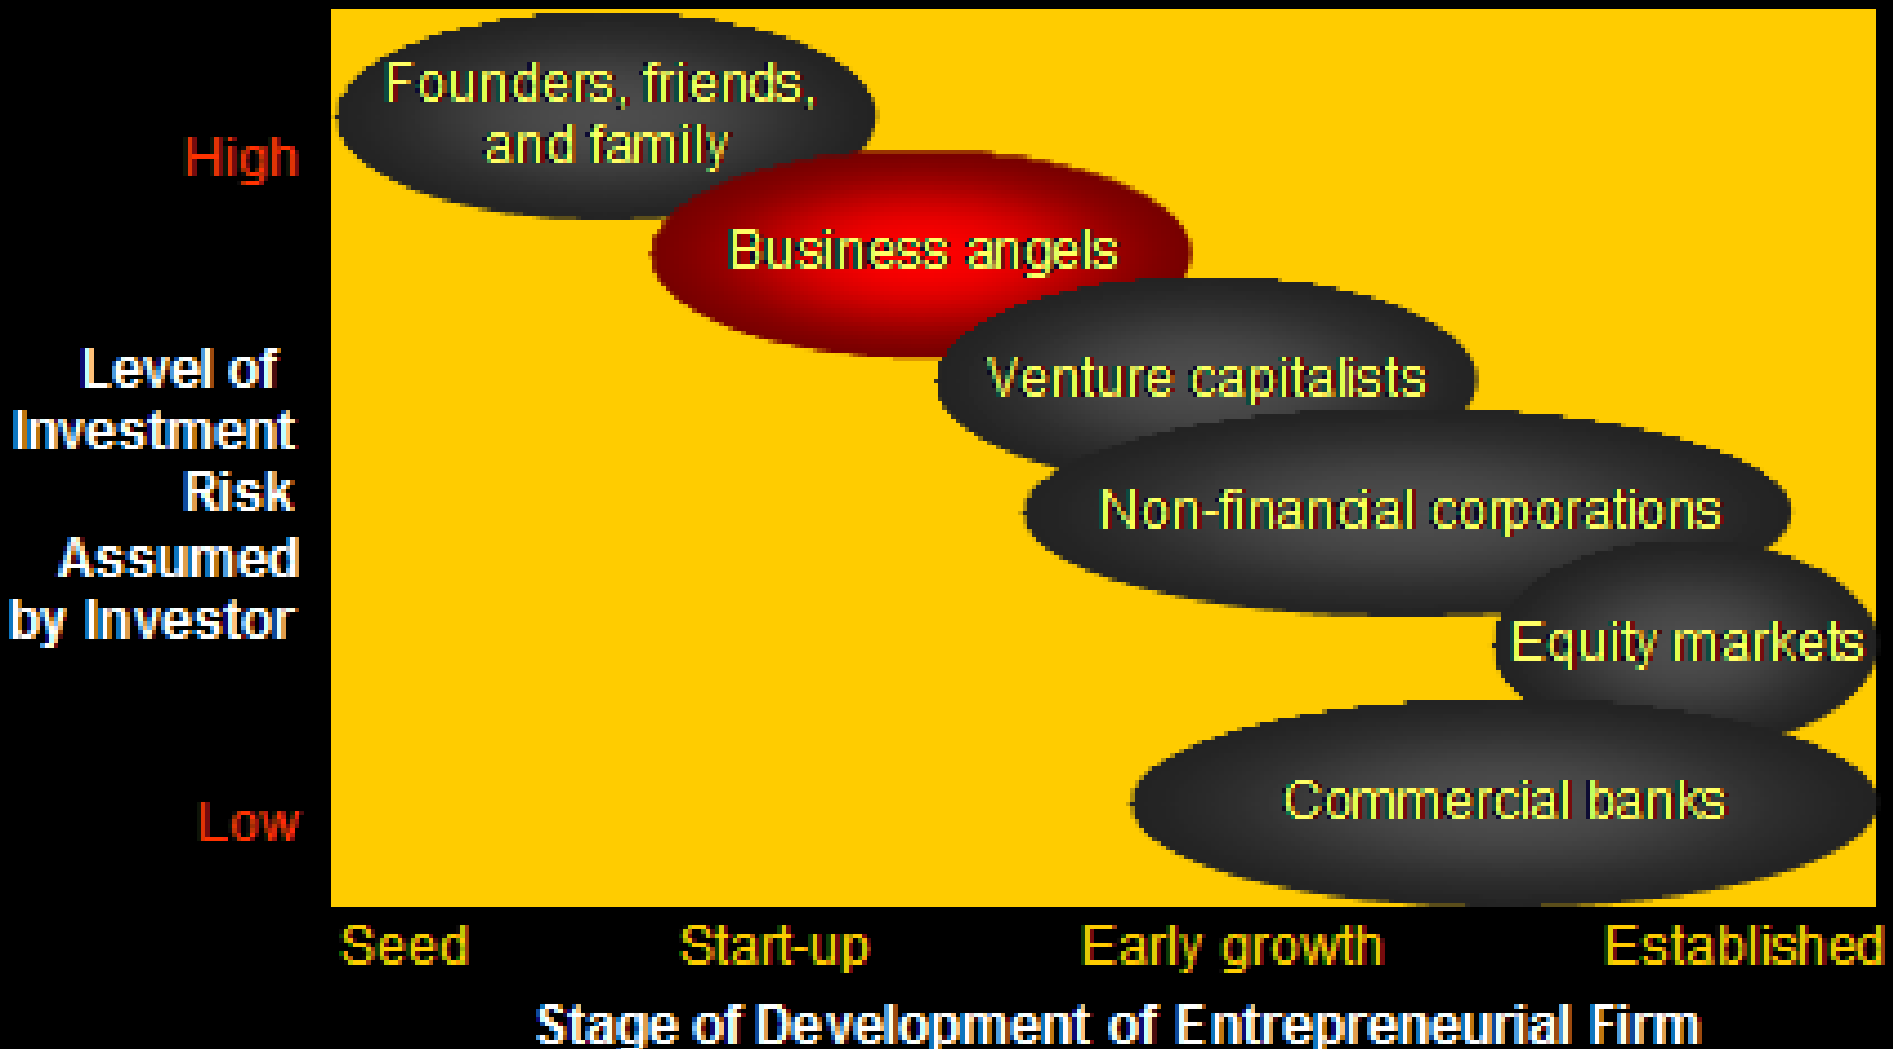 Founders, friends,
and family
High
Business angels
Level of
Investment
Risk
Assumed
by Investor
Venture capitalists
Non-financial corporations
Equity markets
Commercial banks
Low
Seed
Start-up
Early growth
Established
Stage of Development of Entrepreneurial Firm